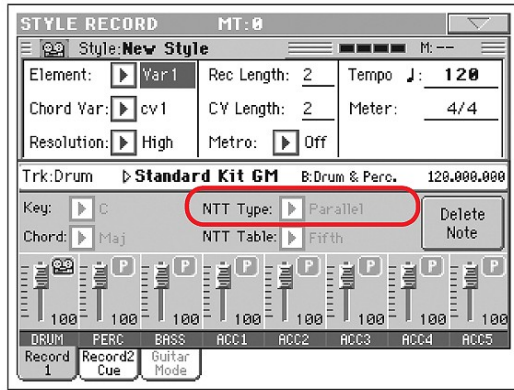 STYLE RECORD MT:0
Style:New Style M:--
Element: Var1 Rec Length: 2 Tempo ♩: 120
Chord Var: cv1 CV Length: 2 Meter: 4/4
Resolution: High Metro: Off
Trk:Drum Standard Kit GM B:Drum & Perc. 120.000.000
Key: C NTT Type: Parallel Delete
Chord: Maj NTT Table: Fifth Note
P P P P P P P
100 100 100 100 100 100 100 100
DRUM PERC BASS ACC1 ACC2 ACC3 ACC4 ACC5
Record 1 Record2 Cue Guitar Mode